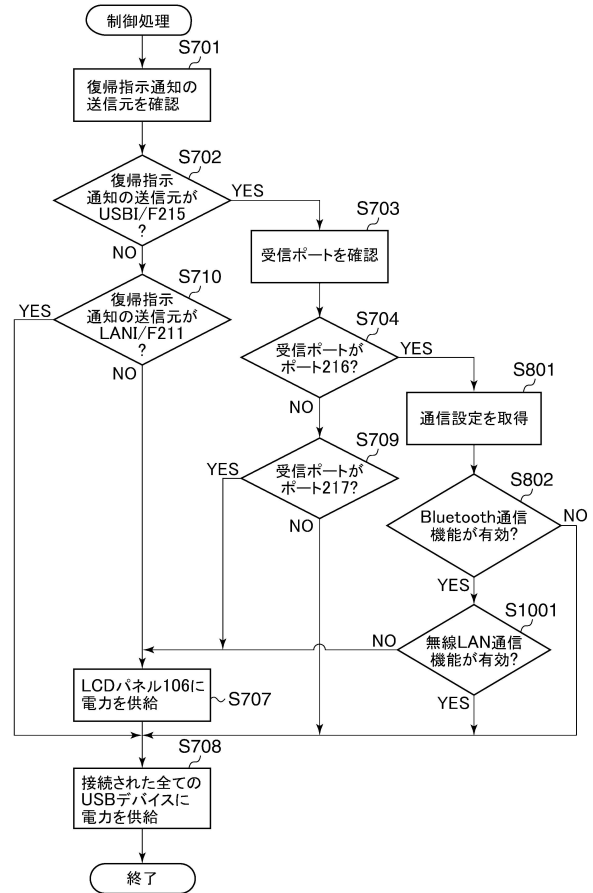 制御処理
S701
復帰指示通知の
送信元を確認
S702
復帰指示
通知の送信元が
USBI/F215
?
YES
NO
S703
受信ポートを確認
S710
復帰指示
通知の送信元が
LANI/F211
?
YES
NO
S704
受信ポートが
ポート216?
YES
NO
S801
通信設定を取得
S709
受信ポートが
ポート217?
YES
NO
S802
Bluetooth通信
機能が有効?
NO
YES
S1001
無線LAN通信
機能が有効?
NO
YES
LCDパネル106に
電力を供給
S707
S708
接続された全ての
USBデバイスに
電力を供給
終了